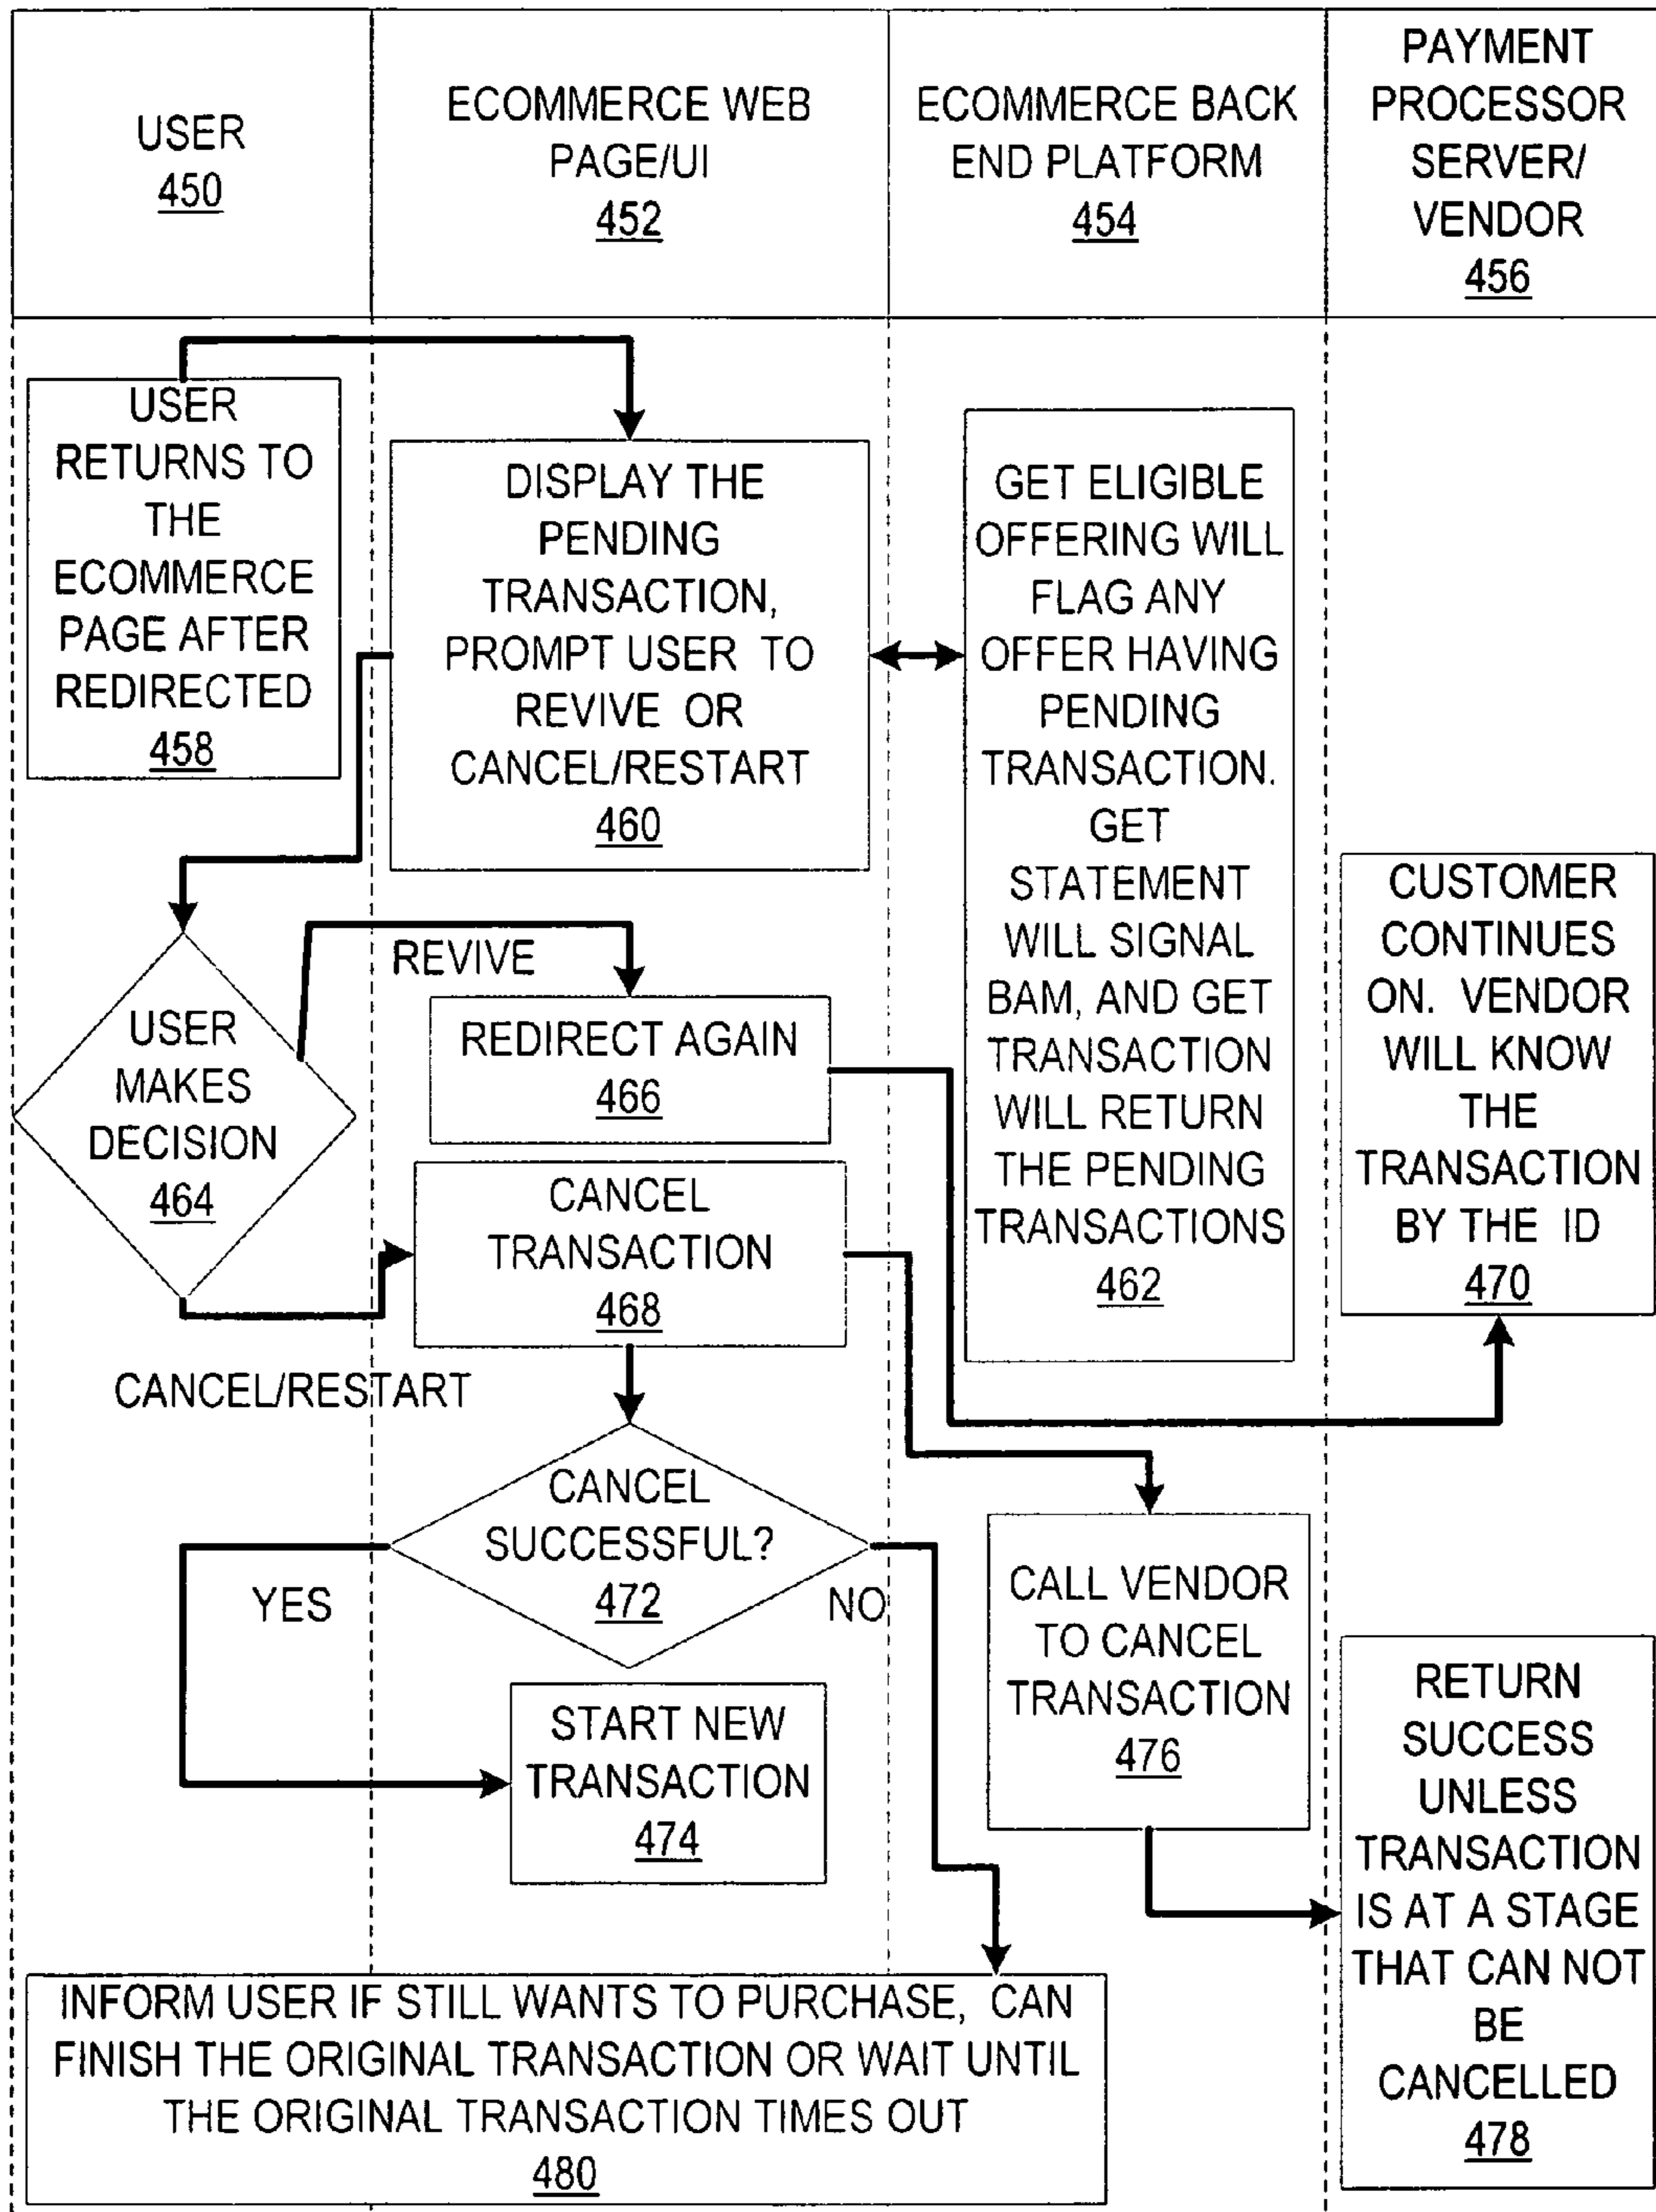 USER
450
ECOMMERCE WEB
PAGE/UI
452
ECOMMERCE BACK
END PLATFORM
454
PAYMENT
PROCESSOR
SERVER/
VENDOR
456
USER
RETURNS TO
THE
ECOMMERCE
PAGE AFTER
REDIRECTED
458
DISPLAY THE
PENDING
TRANSACTION,
PROMPT USER TO
REVIVE OR
CANCEL/RESTART
460
GET ELIGIBLE
OFFERING WILL
FLAG ANY
OFFER HAVING
PENDING
TRANSACTION.
GET
STATEMENT
WILL SIGNAL
BAM, AND GET
TRANSACTION
WILL RETURN
THE PENDING
TRANSACTIONS
462
USER
MAKES
DECISION
464
REVIVE
REDIRECT AGAIN
466
CUSTOMER
CONTINUES
ON. VENDOR
WILL KNOW
THE
TRANSACTION
BY THE ID
470
CANCEL/RESTART
CANCEL
TRANSACTION
468
CANCEL
SUCCESSFUL?
472
YES
NO
START NEW
TRANSACTION
474
CALL VENDOR
TO CANCEL
TRANSACTION
476
RETURN
SUCCESS
UNLESS
TRANSACTION
IS AT A STAGE
THAT CAN NOT
BE
CANCELLED
478
INFORM USER IF STILL WANTS TO PURCHASE, CAN
FINISH THE ORIGINAL TRANSACTION OR WAIT UNTIL
THE ORIGINAL TRANSACTION TIMES OUT
480